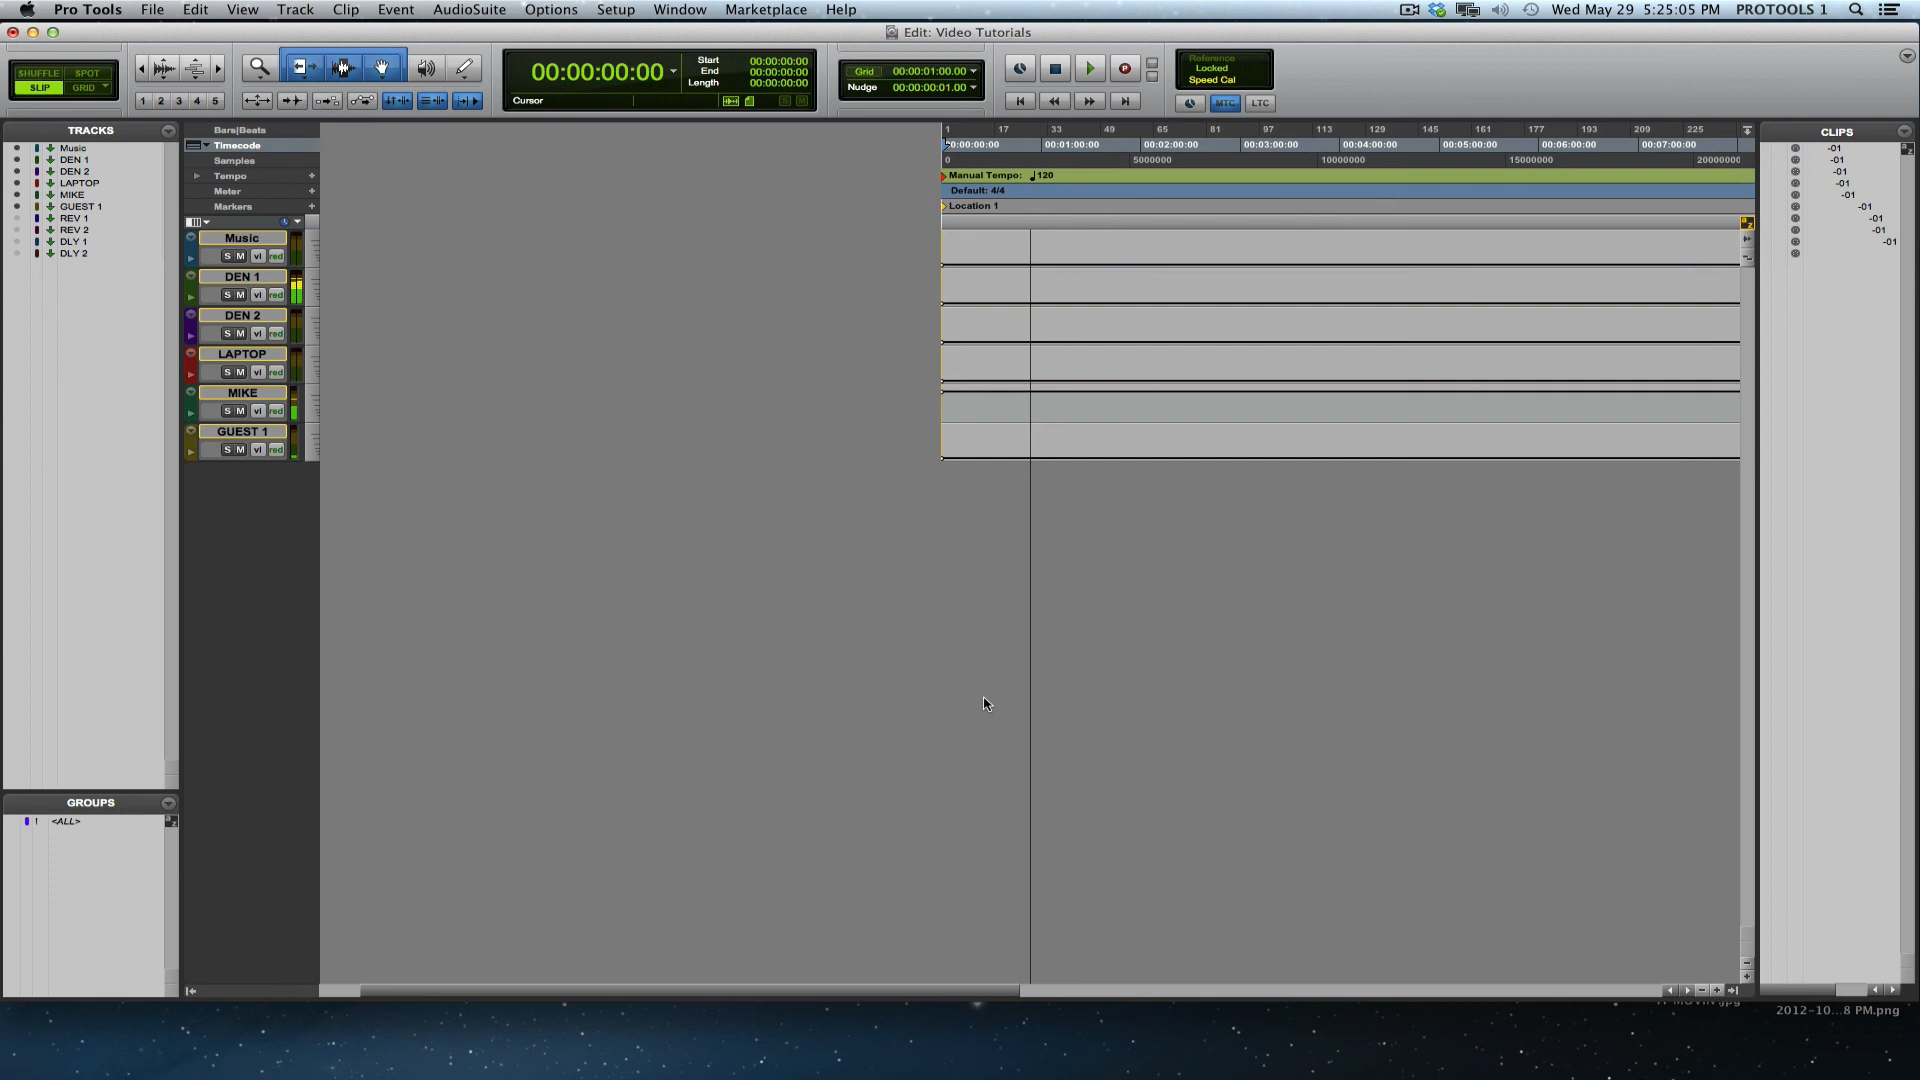 Pro Tools File Edit View Track Clip Event AudioSuite Options Setup Window Marketplace Help Wed May 29 5:25:05 PM PROTOOLS 1
Edit: Video Tutorials
SHUFFLE SPOT
SLIP GRID
1 2 3 4 5
00:00:00:00
Cursor
Start 00:00:00:00
End 00:00:00:00
Length 00:00:00:00
Grid 00:00:01:00.00
Nudge 00:00:00:01.00
Reference
Locked
Speed Cal
MTC LTC
TRACKS
Music
DEN 1
DEN 2
LAPTOP
MIKE
GUEST 1
REV 1
REV 2
DLY 1
DLY 2
GROUPS
1 <ALL>
Bars|Beats 1 17 33 49 65 81 97 113 129 145 161 177 193 209 225
Timecode 0:00:00:00 00:01:00:00 00:02:00:00 00:03:00:00 00:04:00:00 00:05:00:00 00:06:00:00 00:07:00:00
Samples 0 5000000 10000000 15000000 20000000
Tempo + Manual Tempo: ♩120
Meter + Default: 4/4
Markers + Location 1
Music
S M vl red
DEN 1
S M vl red
DEN 2
S M vl red
LAPTOP
S M vl red
MIKE
S M vl red
GUEST 1
S M vl red
CLIPS
-01
-01
-01
-01
-01
-01
-01
-01
-01
2012-10...8 PM.png